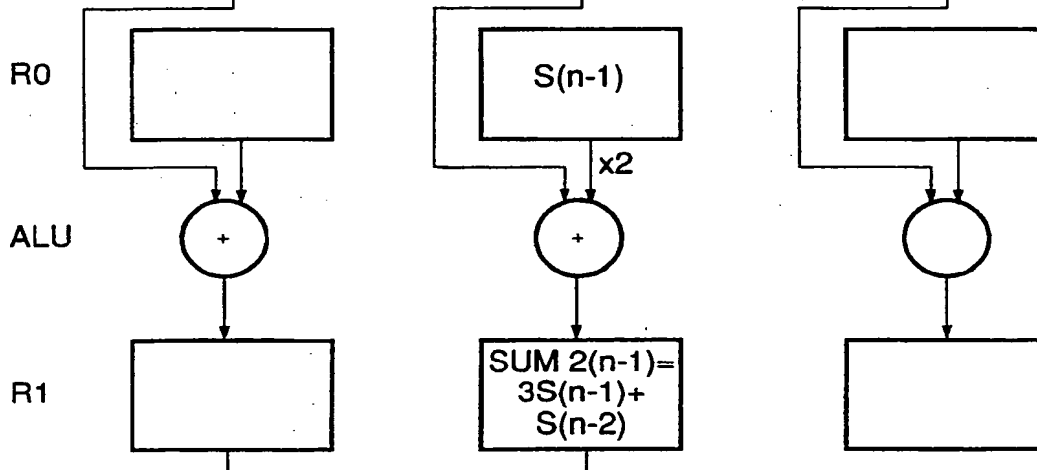 R0
S(n-1)
x2
ALU
+
+
R1
SUM 2(n-1)=
3S(n-1)+
S(n-2)